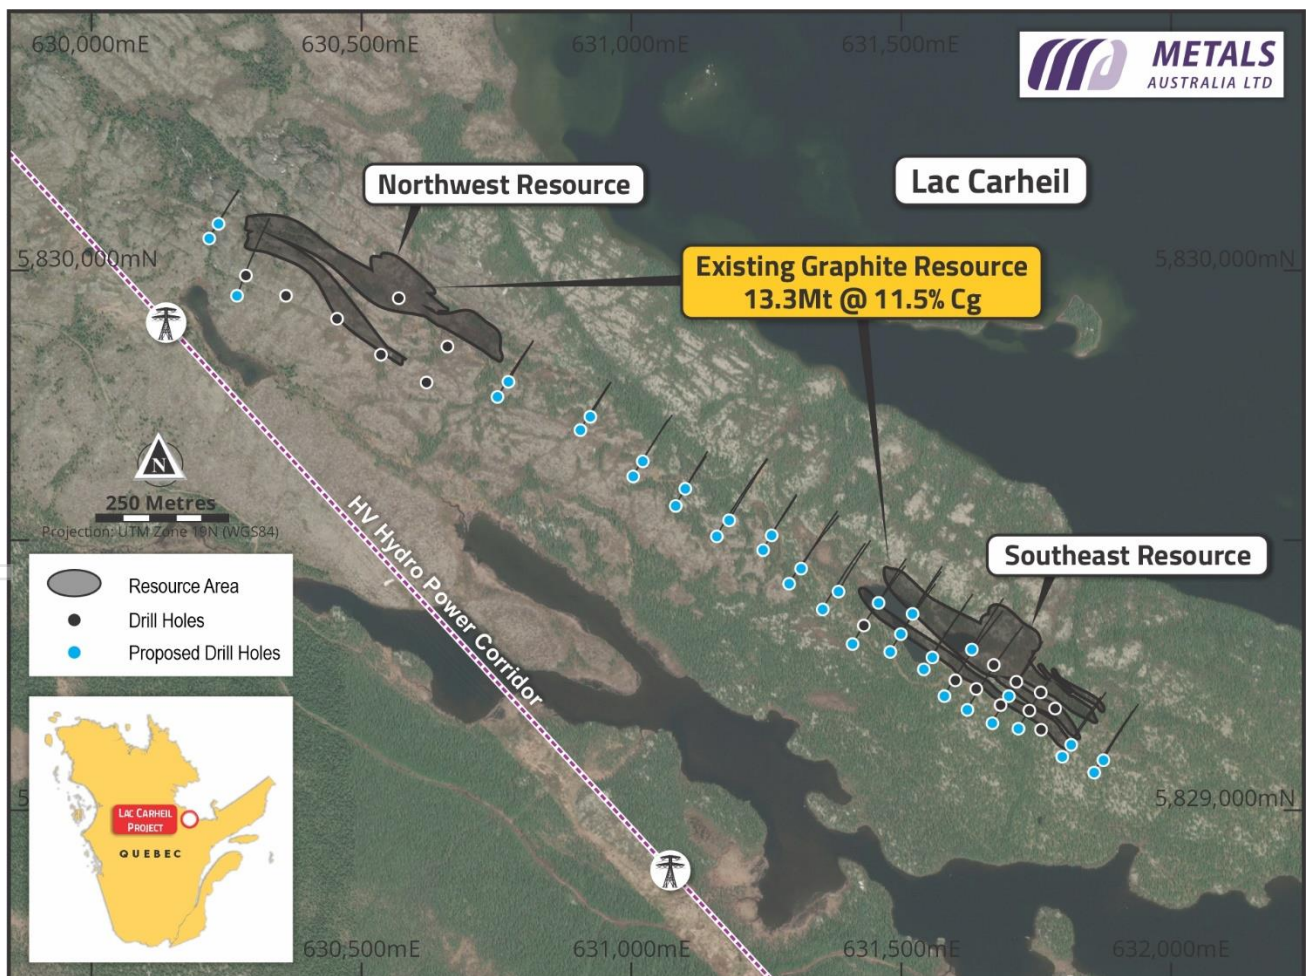 630,000mE
630,500mE
631,000mE
631,500mE
METALS
AUSTRALIA LTD
Northwest Resource
Lac Carheil
5,830,000mN
Existing Graphite Resource
13.3Mt @ 11.5% Cg
5,830,000mN
N
250 Metres
Projection: UTM Zone 19N (WGS84)
HV Hydro Power Corridor
Southeast Resource
Resource Area
Drill Holes
Proposed Drill Holes
LAC CARHEIL
PROJECT
QUEBEC
5
5,829,000mN
630,500mE
631,000mE
631,500mE
632,000mE